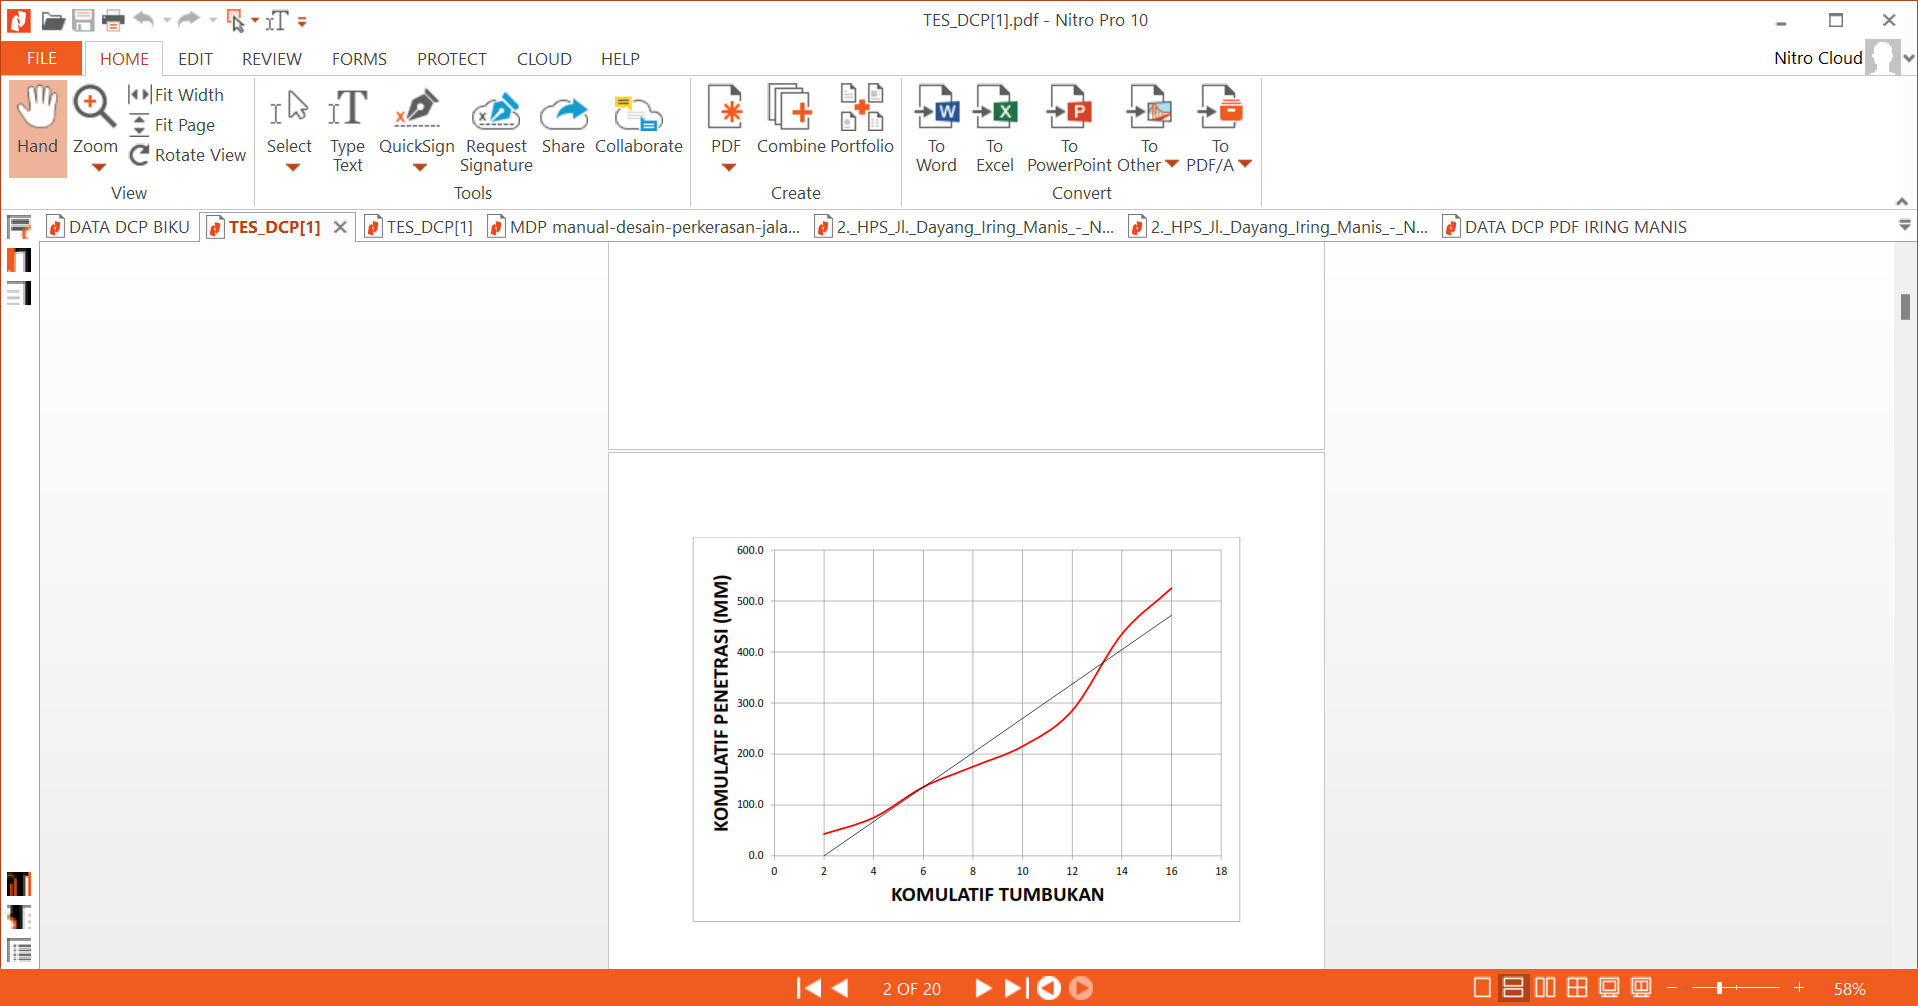 TES_DCP[1].pdf - Nitro Pro 10
FILE HOME EDIT REVIEW FORMS PROTECT CLOUD HELP
Nitro Cloud
Hand
Zoom
Fit Width
Fit Page
Rotate View
View
Select
Type Text
QuickSign
Request Signature
Share
Collaborate
Tools
PDF
Combine
Portfolio
Create
To Word
To Excel
To PowerPoint
To Other
To PDF/A
Convert
DATA DCP BIKU
TES_DCP[1]
TES_DCP[1]
MDP manual-desain-perkerasan-jala...
2._HPS_Jl._Dayang_Iring_Manis_-_N...
2._HPS_Jl._Dayang_Iring_Manis_-_N...
DATA DCP PDF IRING MANIS
KOMULATIF PENETRASI (MM)
600.0
500.0
400.0
300.0
200.0
100.0
0.0
0 2 4 6 8 10 12 14 16 18
KOMULATIF TUMBUKAN
2 OF 20
58%